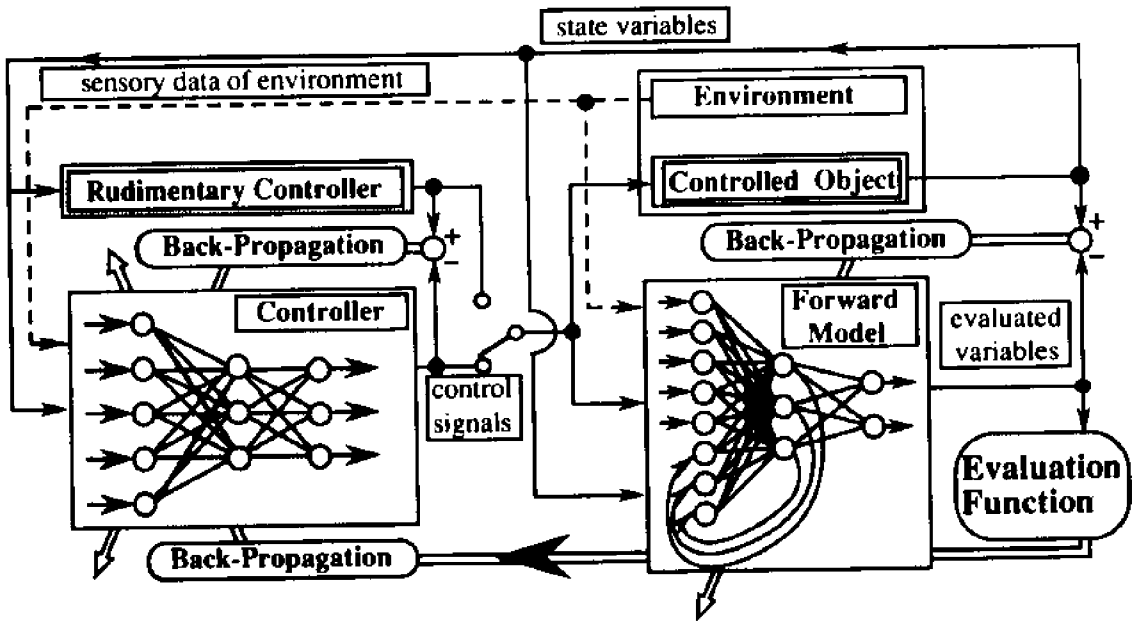 state variables
sensory data of environment
Environment
Rudimentary Controller
Controlled Object
Back-Propagation
+
−
Back-Propagation
+
−
Controller
Forward
Model
evaluated
variables
control
signals
Evaluation
Function
Back-Propagation